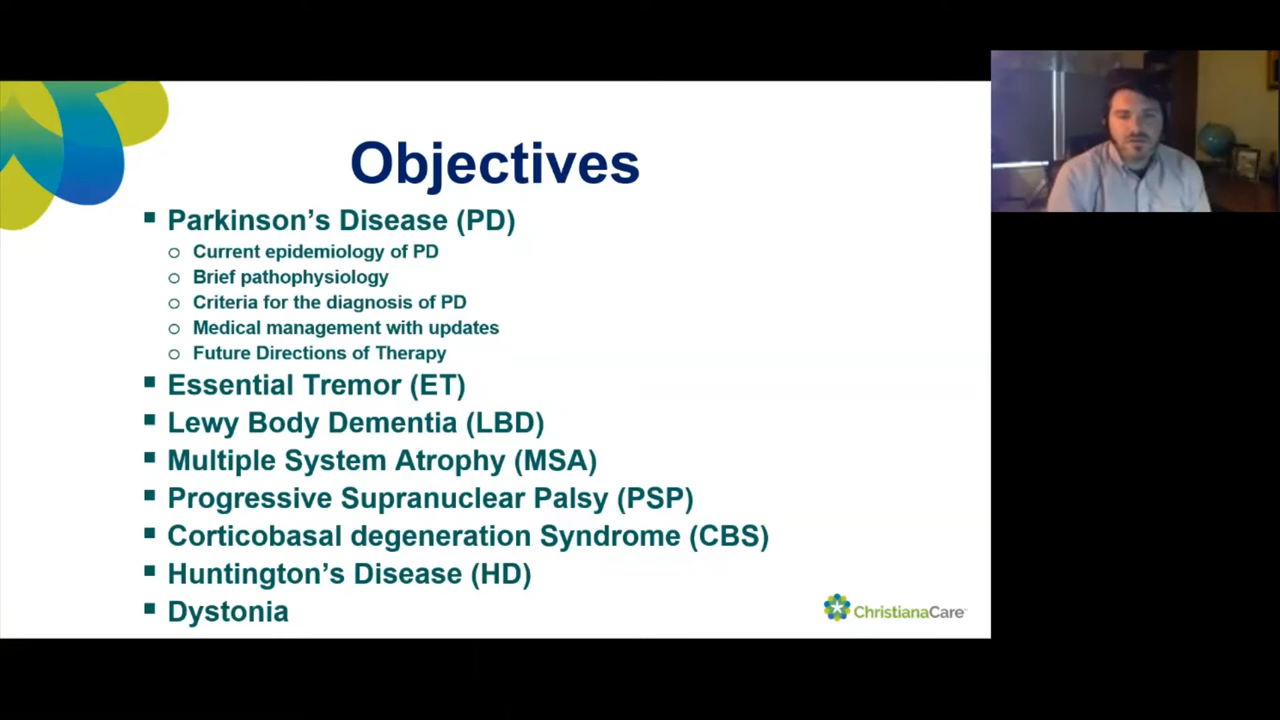 Objectives
▪ Parkinson’s Disease (PD)
o Current epidemiology of PD
o Brief pathophysiology
o Criteria for the diagnosis of PD
o Medical management with updates
o Future Directions of Therapy
▪ Essential Tremor (ET)
▪ Lewy Body Dementia (LBD)
▪ Multiple System Atrophy (MSA)
▪ Progressive Supranuclear Palsy (PSP)
▪ Corticobasal degeneration Syndrome (CBS)
▪ Huntington’s Disease (HD)
▪ Dystonia
ChristianaCare